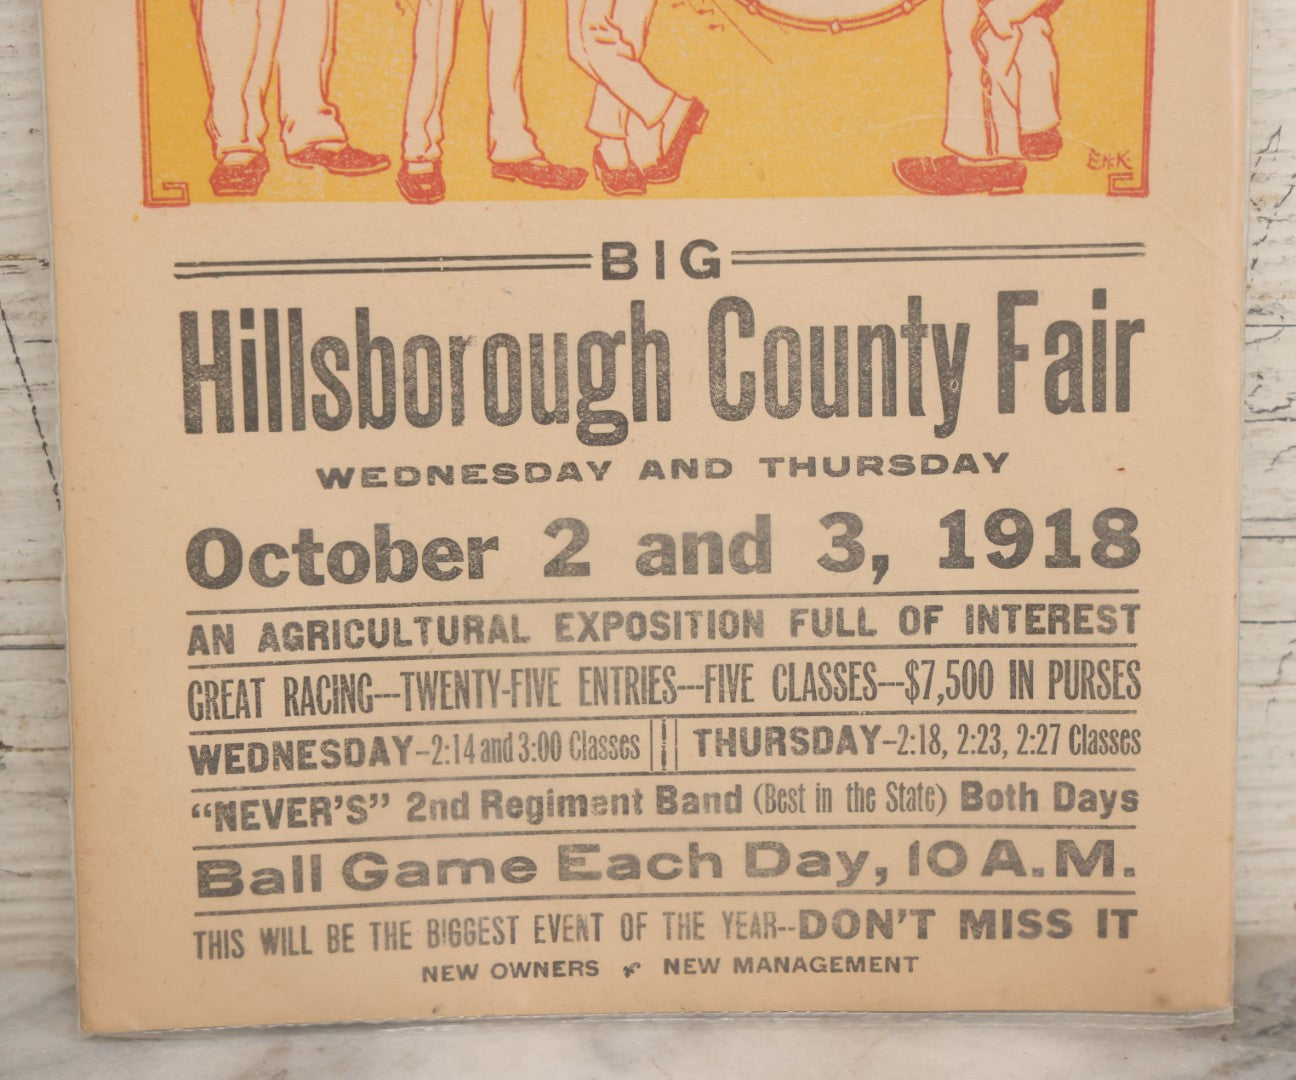 E.M.K
BIG
Hillsborough County Fair
WEDNESDAY AND THURSDAY
October 2 and 3, 1918
AN AGRICULTURAL EXPOSITION FULL OF INTEREST
GREAT RACING---TWENTY-FIVE ENTRIES---FIVE CLASSES---$7,500 IN PURSES
WEDNESDAY-2:14 and 3:00 Classes THURSDAY-2:18, 2:23, 2:27 Classes
"NEVER'S" 2nd Regiment Band (Best in the State) Both Days
Ball Game Each Day, 10 A.M.
THIS WILL BE THE BIGGEST EVENT OF THE YEAR--DON'T MISS IT
NEW OWNERS NEW MANAGEMENT